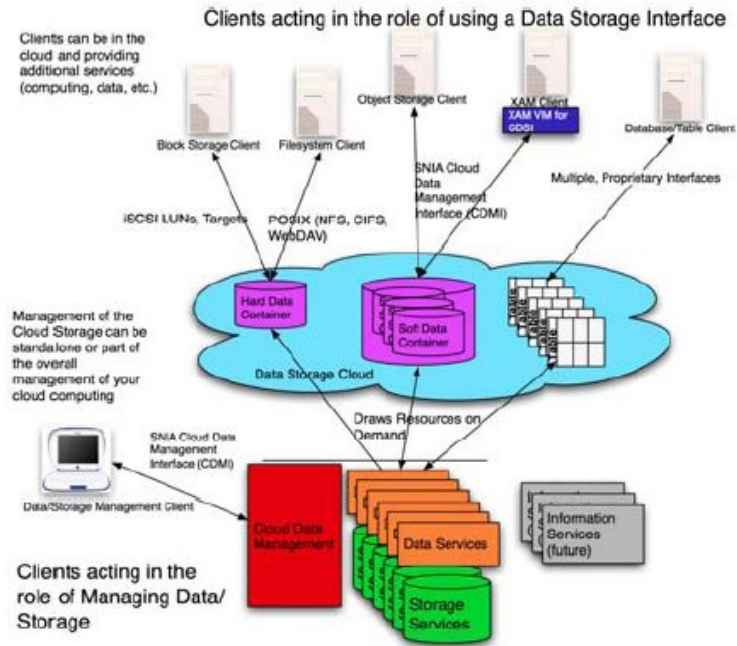 Clients acting in the role of using a Data Storage Interface
Clients can be in the
cloud and providing
additional services
(computing, data, etc.)
Block Storage Client
Filesystem Client
Object Storage Client
XAM Client
XAM VIM for
Database/Table Client
iSCSI LUNs, Targets
POSIX (NFS, CIFS,
WebDAV)
SNIA Cloud
Data
Management
Interface (CDMI)
Multiple, Proprietary Interfaces
Hard Data
Container
Soft Data
Container
Table
Table
Table
Table
Table
Data Storage Cloud
Management of the
Cloud Storage can be
standalone or part of
the overall
management of your
cloud computing
Draws Resources on
Demand
SNIA Cloud Data
Management
Interface (CDMI)
Data/Storage Management Client
Cloud Data
Management
Data Services
Storage
Services
Information
Services
(future)
Clients acting in the
role of Managing Data/
Storage